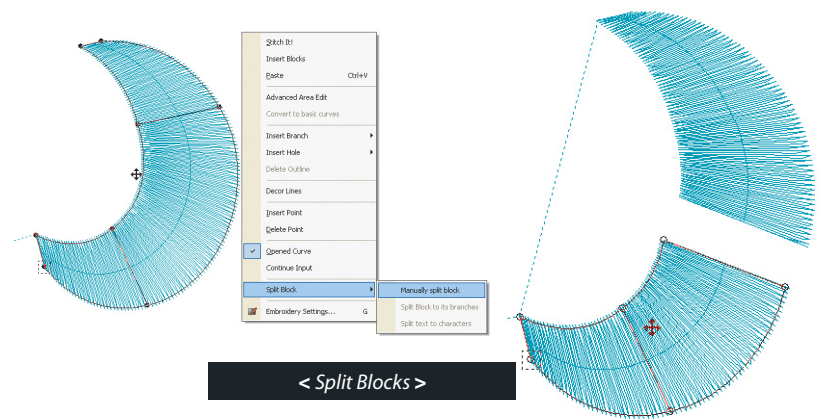 Stitch It!
Insert Blocks
Paste Ctrl+V
Advanced Area Edit
Convert to basic curves
Insert Branch
Insert Hole
Delete Outline
Decor Lines
Insert Point
Delete Point
Opened Curve
Continue Input
Split Block
Manually split block
Split Block to its branches
Split text to characters
Embroidery Settings... G
< Split Blocks >